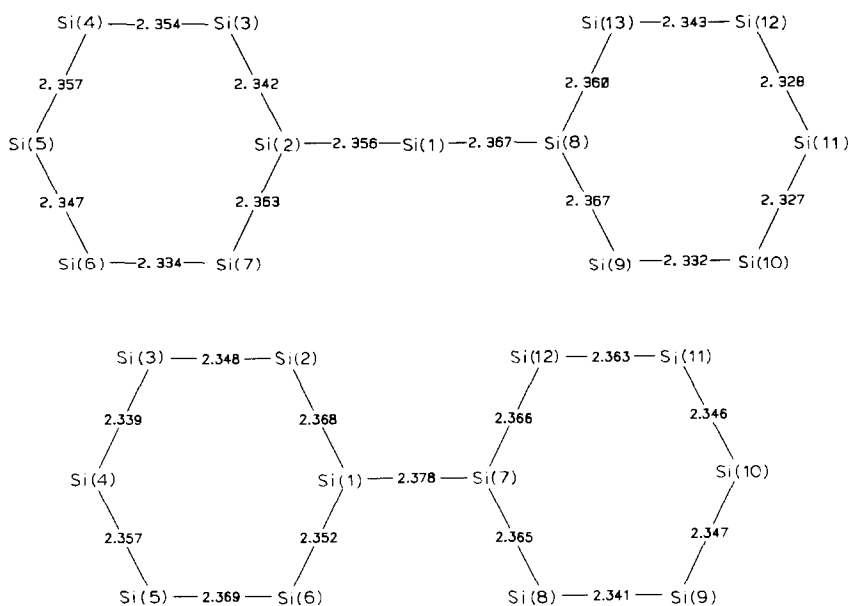 Si(4) 2.354 Si(3) Si(13) 2.343 Si(12)
2.357 2.342 2.360 2.328
Si(5) Si(2) 2.356 Si(1) 2.367 Si(8) Si(11)
2.347 2.363 2.367 2.327
Si(6) 2.334 Si(7) Si(9) 2.332 Si(10)
Si(3) 2.348 Si(2) Si(12) 2.363 Si(11)
2.339 2.368 2.366 2.346
Si(4) Si(1) 2.378 Si(7) Si(10)
2.357 2.352 2.365 2.347
Si(5) 2.369 Si(6) Si(8) 2.341 Si(9)